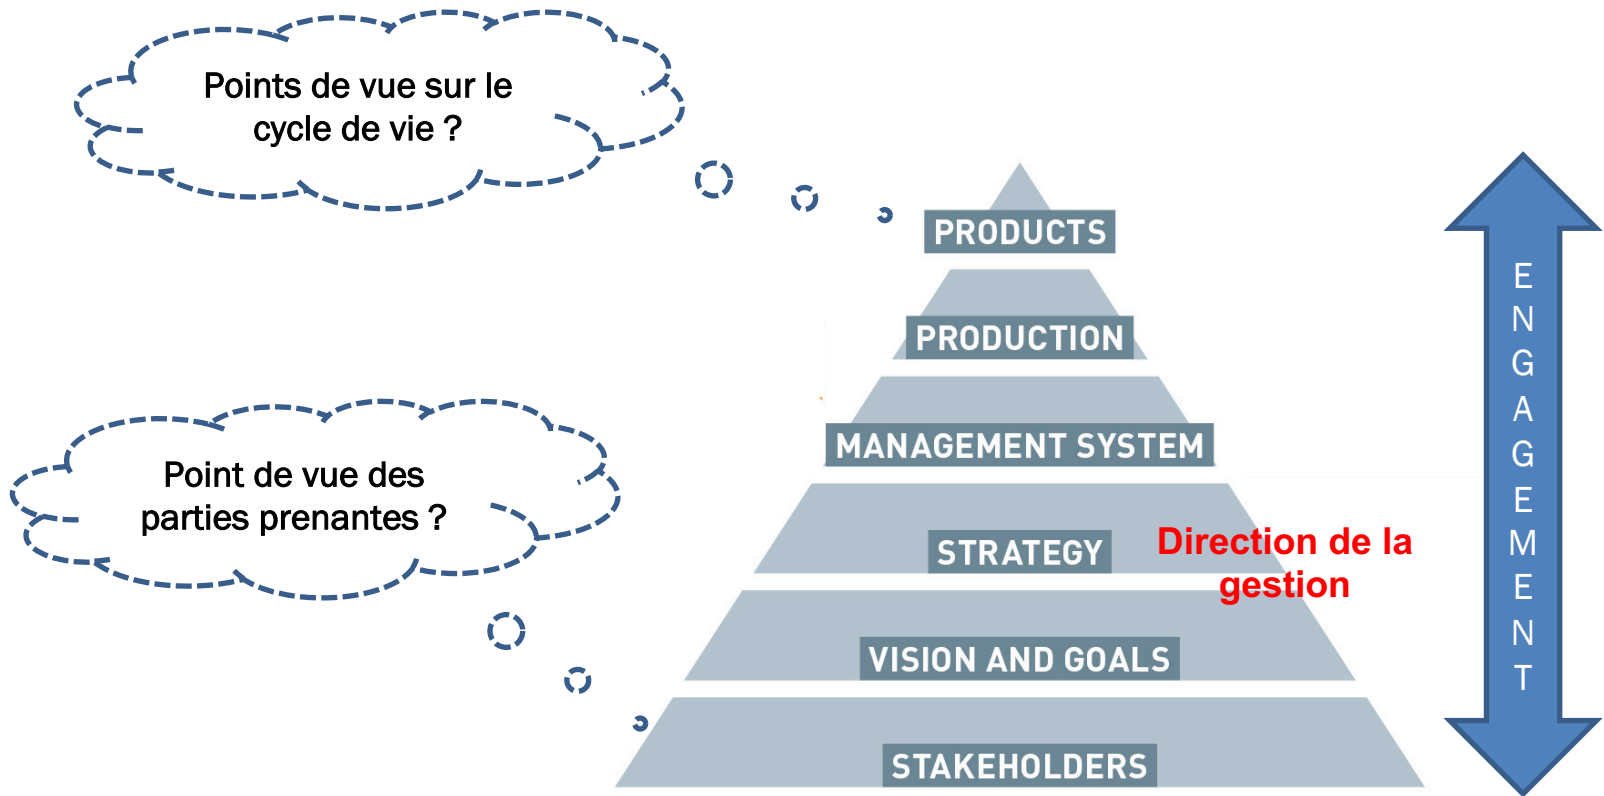 Points de vue sur le
cycle de vie ?
PRODUCTS
PRODUCTION
MANAGEMENT SYSTEM
Point de vue des
parties prenantes ?
STRATEGY
Direction de la
gestion
VISION AND GOALS
STAKEHOLDERS
E
N
G
A
G
E
M
E
N
T